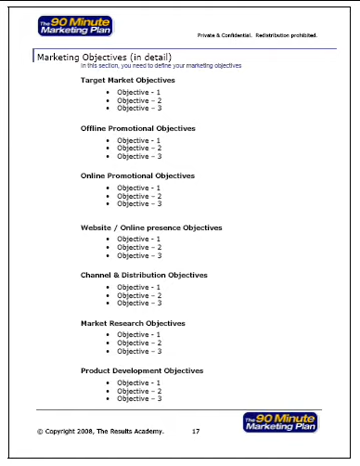 The 90 Minute
Marketing Plan
Private & Confidential. Redistribution prohibited.
Marketing Objectives (in detail)
In this section, you need to define your marketing objectives
Target Market Objectives
• Objective - 1
• Objective – 2
• Objective – 3
Offline Promotional Objectives
• Objective - 1
• Objective – 2
• Objective – 3
Online Promotional Objectives
• Objective - 1
• Objective – 2
• Objective – 3
Website / Online presence Objectives
• Objective - 1
• Objective – 2
• Objective – 3
Channel & Distribution Objectives
• Objective - 1
• Objective – 2
• Objective – 3
Market Research Objectives
• Objective - 1
• Objective – 2
• Objective – 3
Product Development Objectives
• Objective - 1
• Objective – 2
• Objective – 3
The 90 Minute
Marketing Plan
© Copyright 2008, The Results Academy. 17